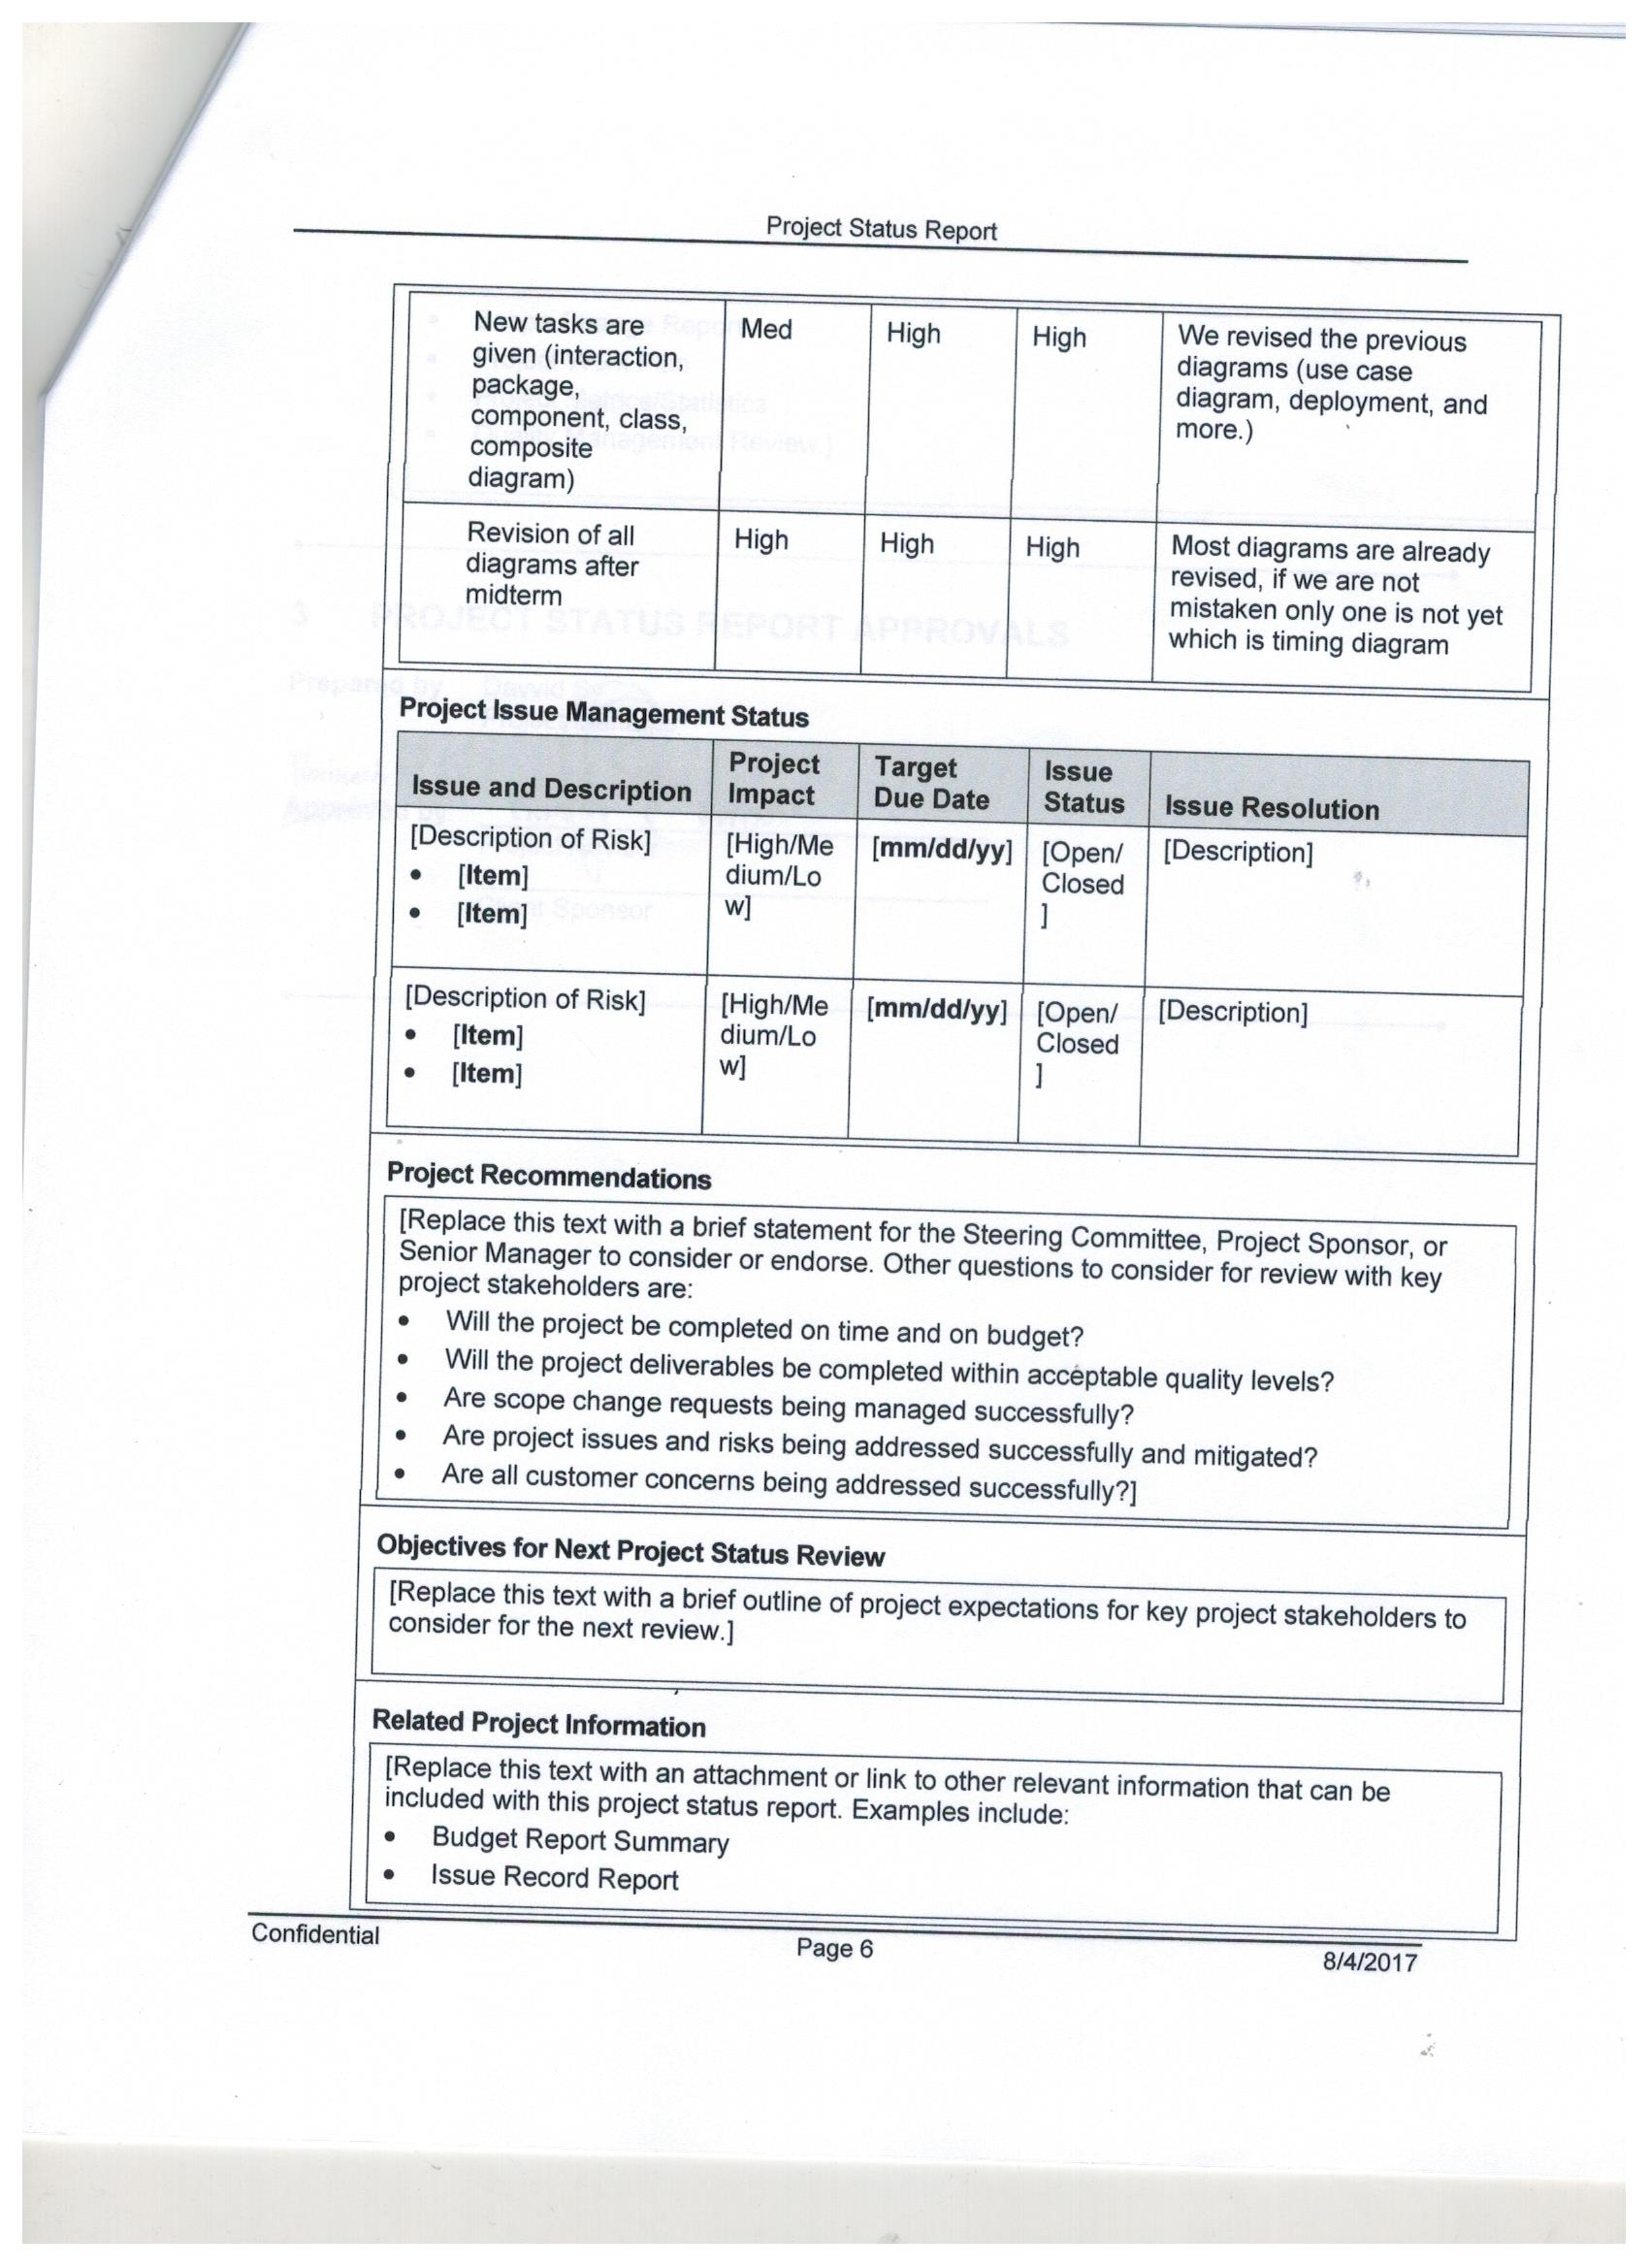 Project Status Report
New tasks are
given (interaction,
package,
component, class,
composite
diagram)
Med
High
High
We revised the previous
diagrams (use case
diagram, deployment, and
more.)
Revision of all
diagrams after
midterm
High
High
High
Most diagrams are already
revised, if we are not
mistaken only one is not yet
which is timing diagram
Project Issue Management Status
Issue and Description
Project
Impact
Target
Due Date
Issue
Status
Issue Resolution
[Description of Risk]
• [Item]
• [Item]
[High/Me
dium/Lo
w]
[mm/dd/yy]
[Open/
Closed
]
[Description]
[Description of Risk]
• [Item]
• [Item]
[High/Me
dium/Lo
w]
[mm/dd/yy]
[Open/
Closed
]
[Description]
Project Recommendations
[Replace this text with a brief statement for the Steering Committee, Project Sponsor, or
Senior Manager to consider or endorse. Other questions to consider for review with key
project stakeholders are:
• Will the project be completed on time and on budget?
• Will the project deliverables be completed within acceptable quality levels?
• Are scope change requests being managed successfully?
• Are project issues and risks being addressed successfully and mitigated?
• Are all customer concerns being addressed successfully?]
Objectives for Next Project Status Review
[Replace this text with a brief outline of project expectations for key project stakeholders to
consider for the next review.]
Related Project Information
[Replace this text with an attachment or link to other relevant information that can be
included with this project status report. Examples include:
• Budget Report Summary
• Issue Record Report
Confidential
Page 6
8/4/2017